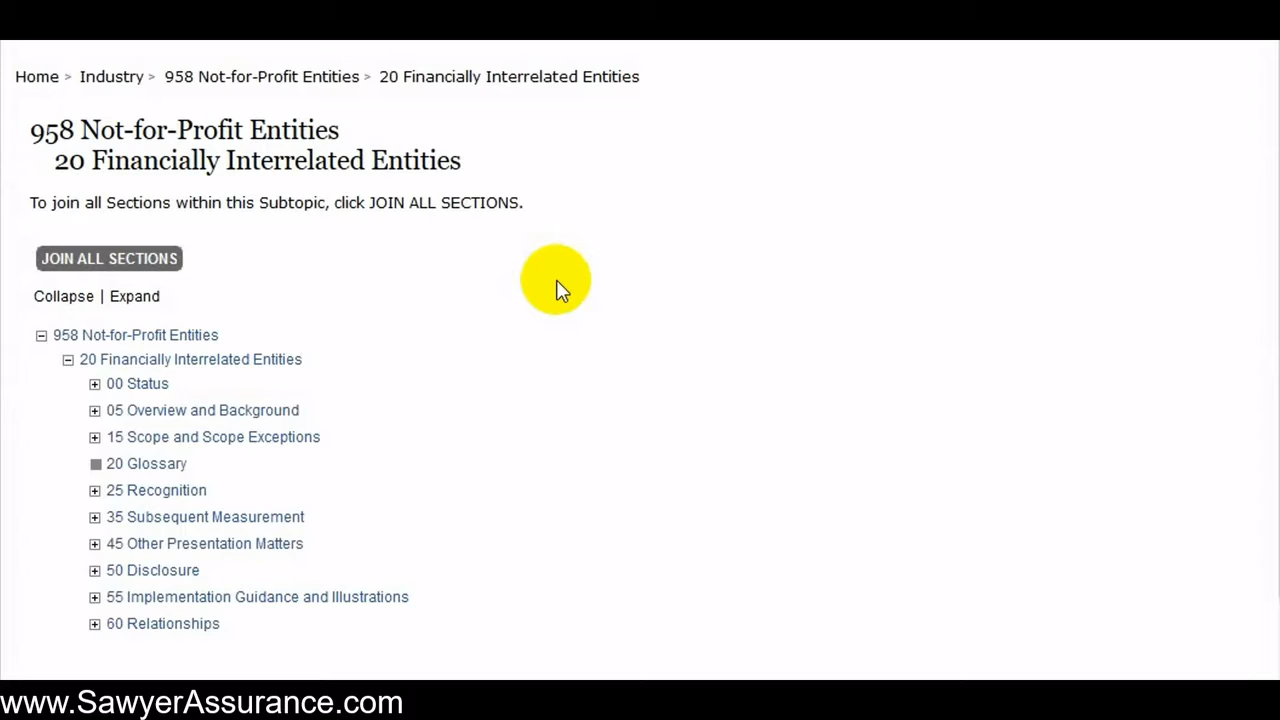 Home > Industry > 958 Not-for-Profit Entities > 20 Financially Interrelated Entities
958 Not-for-Profit Entities
20 Financially Interrelated Entities
To join all Sections within this Subtopic, click JOIN ALL SECTIONS.
JOIN ALL SECTIONS
Collapse | Expand
958 Not-for-Profit Entities
20 Financially Interrelated Entities
00 Status
05 Overview and Background
15 Scope and Scope Exceptions
20 Glossary
25 Recognition
35 Subsequent Measurement
45 Other Presentation Matters
50 Disclosure
55 Implementation Guidance and Illustrations
60 Relationships
www.SawyerAssurance.com